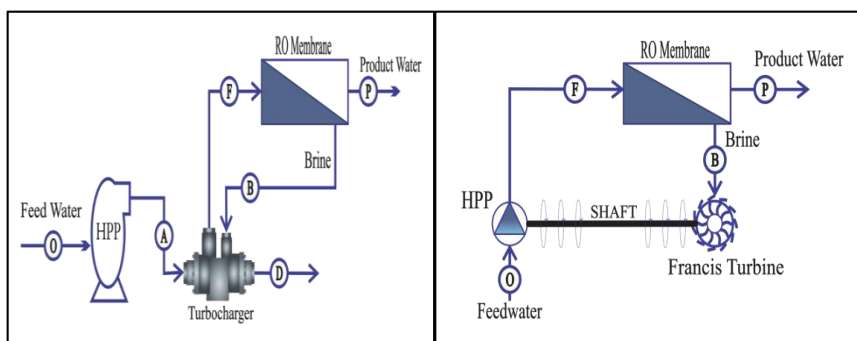 RO Membrane
Product Water
F
P
Brine
B
Feed Water
O
HPP
A
D
Turbocharger
RO Membrane
Product Water
F
P
Brine
B
HPP
SHAFT
Francis Turbine
O
Feedwater